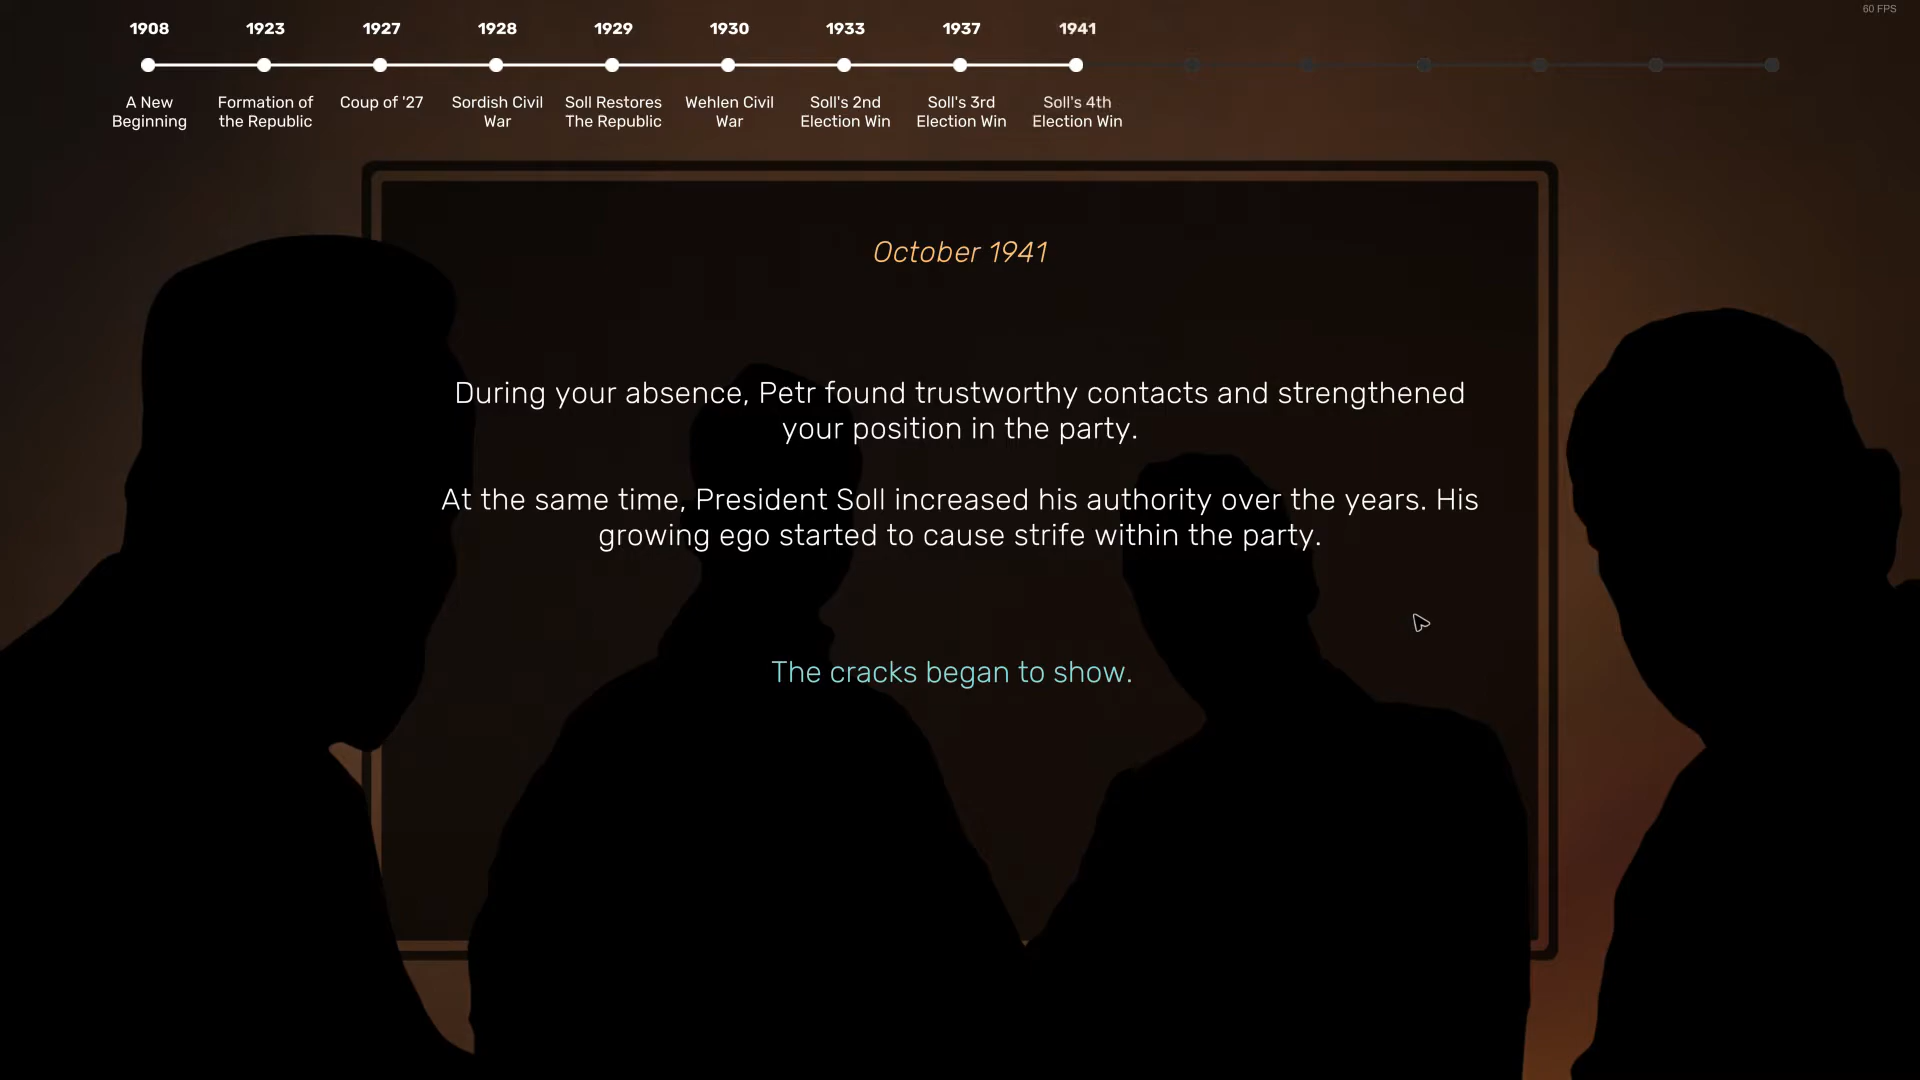 60 FPS
1908 1923 1927 1928 1929 1930 1933 1937 1941
A New Beginning
Formation of the Republic
Coup of '27
Sordish Civil War
Soll Restores The Republic
Wehlen Civil War
Soll's 2nd Election Win
Soll's 3rd Election Win
Soll's 4th Election Win
October 1941
During your absence, Petr found trustworthy contacts and strengthened
your position in the party.
At the same time, President Soll increased his authority over the years. His
growing ego started to cause strife within the party.
The cracks began to show.